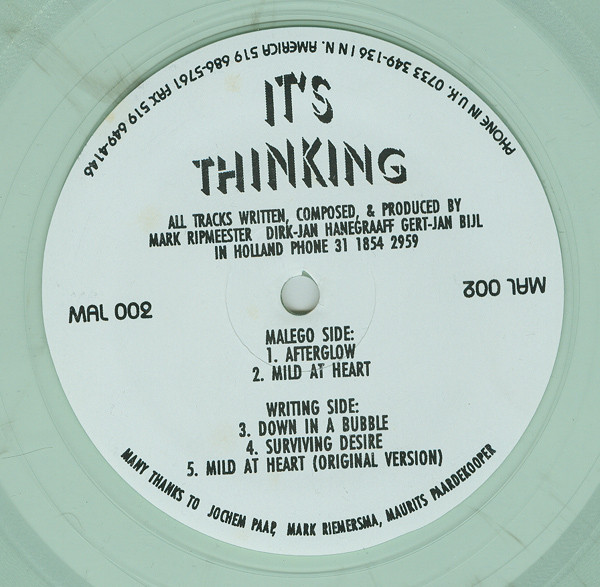 PHONE IN U.K. 0733 349-136 I N N. AMERICA 519 686-5761 FAX 519 649-4146
IT'S
THINKING
ALL TRACKS WRITTEN, COMPOSED, & PRODUCED BY
MARK RIPMEESTER DIRK-JAN HANEGRAAFF GERT-JAN BIJL
IN HOLLAND PHONE 31 1854 2959
MAL 002
MAL 002
MALEGO SIDE:
1. AFTERGLOW
2. MILD AT HEART
WRITING SIDE:
3. DOWN IN A BUBBLE
4. SURVIVING DESIRE
5. MILD AT HEART (ORIGINAL VERSION)
MANY THANKS TO JOCHEM PAAP, MARK RIEMERSMA, MAURITS PAARDEKOOPER